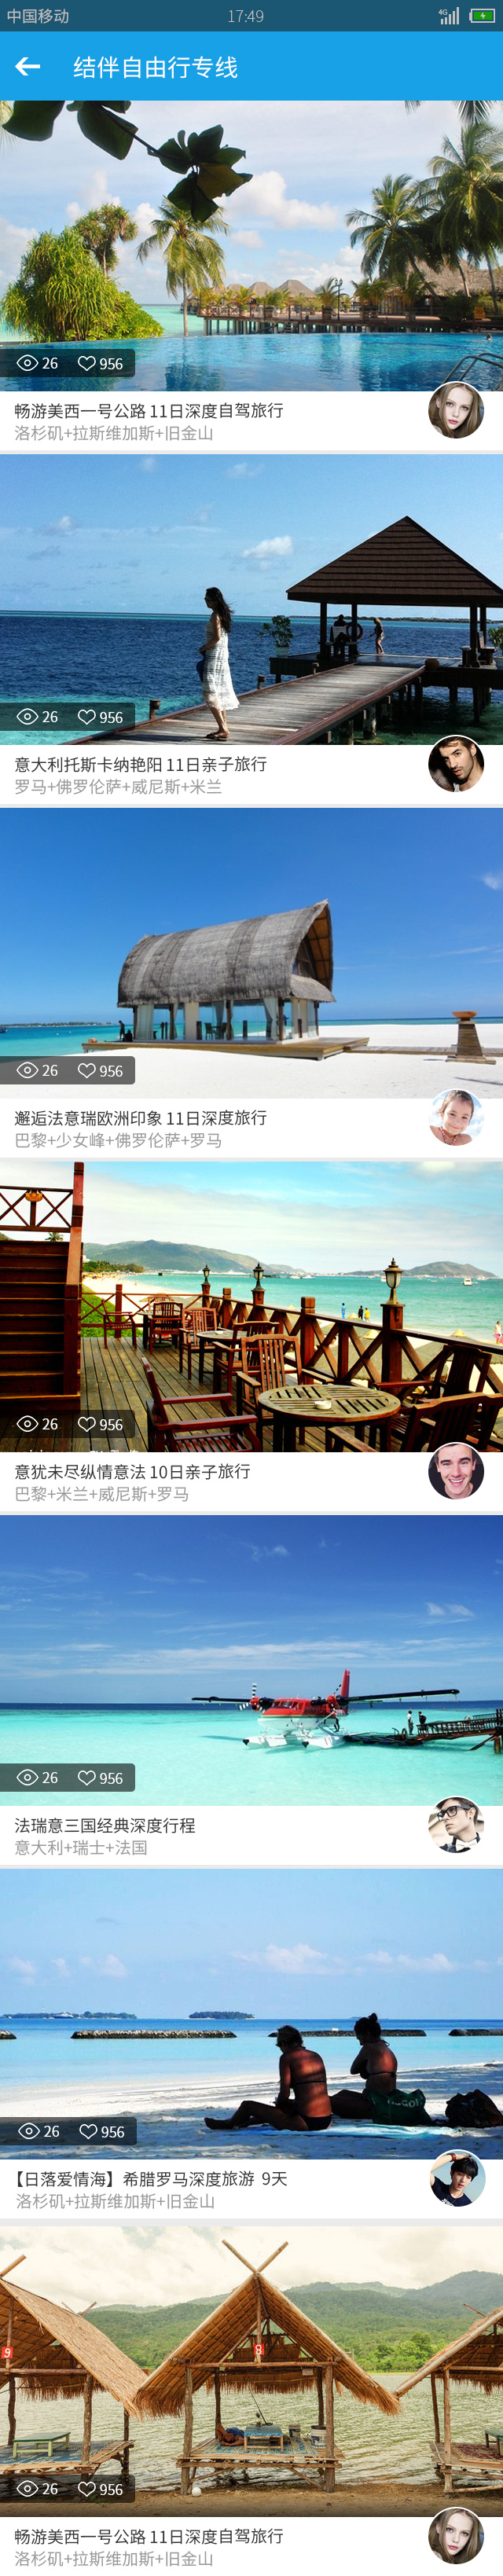 中国移动 17:49 4G
结伴自由行专线
26 956
畅游美西一号公路 11日深度自驾旅行
洛杉矶+拉斯维加斯+旧金山
26 956
意大利托斯卡纳艳阳 11日亲子旅行
罗马+佛罗伦萨+威尼斯+米兰
26 956
邂逅法意瑞欧洲印象 11日深度旅行
巴黎+少女峰+佛罗伦萨+罗马
26 956
意犹未尽纵情意法 10日亲子旅行
巴黎+米兰+威尼斯+罗马
26 956
法瑞意三国经典深度行程
意大利+瑞士+法国
26 956
【日落爱情海】希腊罗马深度旅游 9天
洛杉矶+拉斯维加斯+旧金山
9
8
26 956
畅游美西一号公路 11日深度自驾旅行
洛杉矶+拉斯维加斯+旧金山